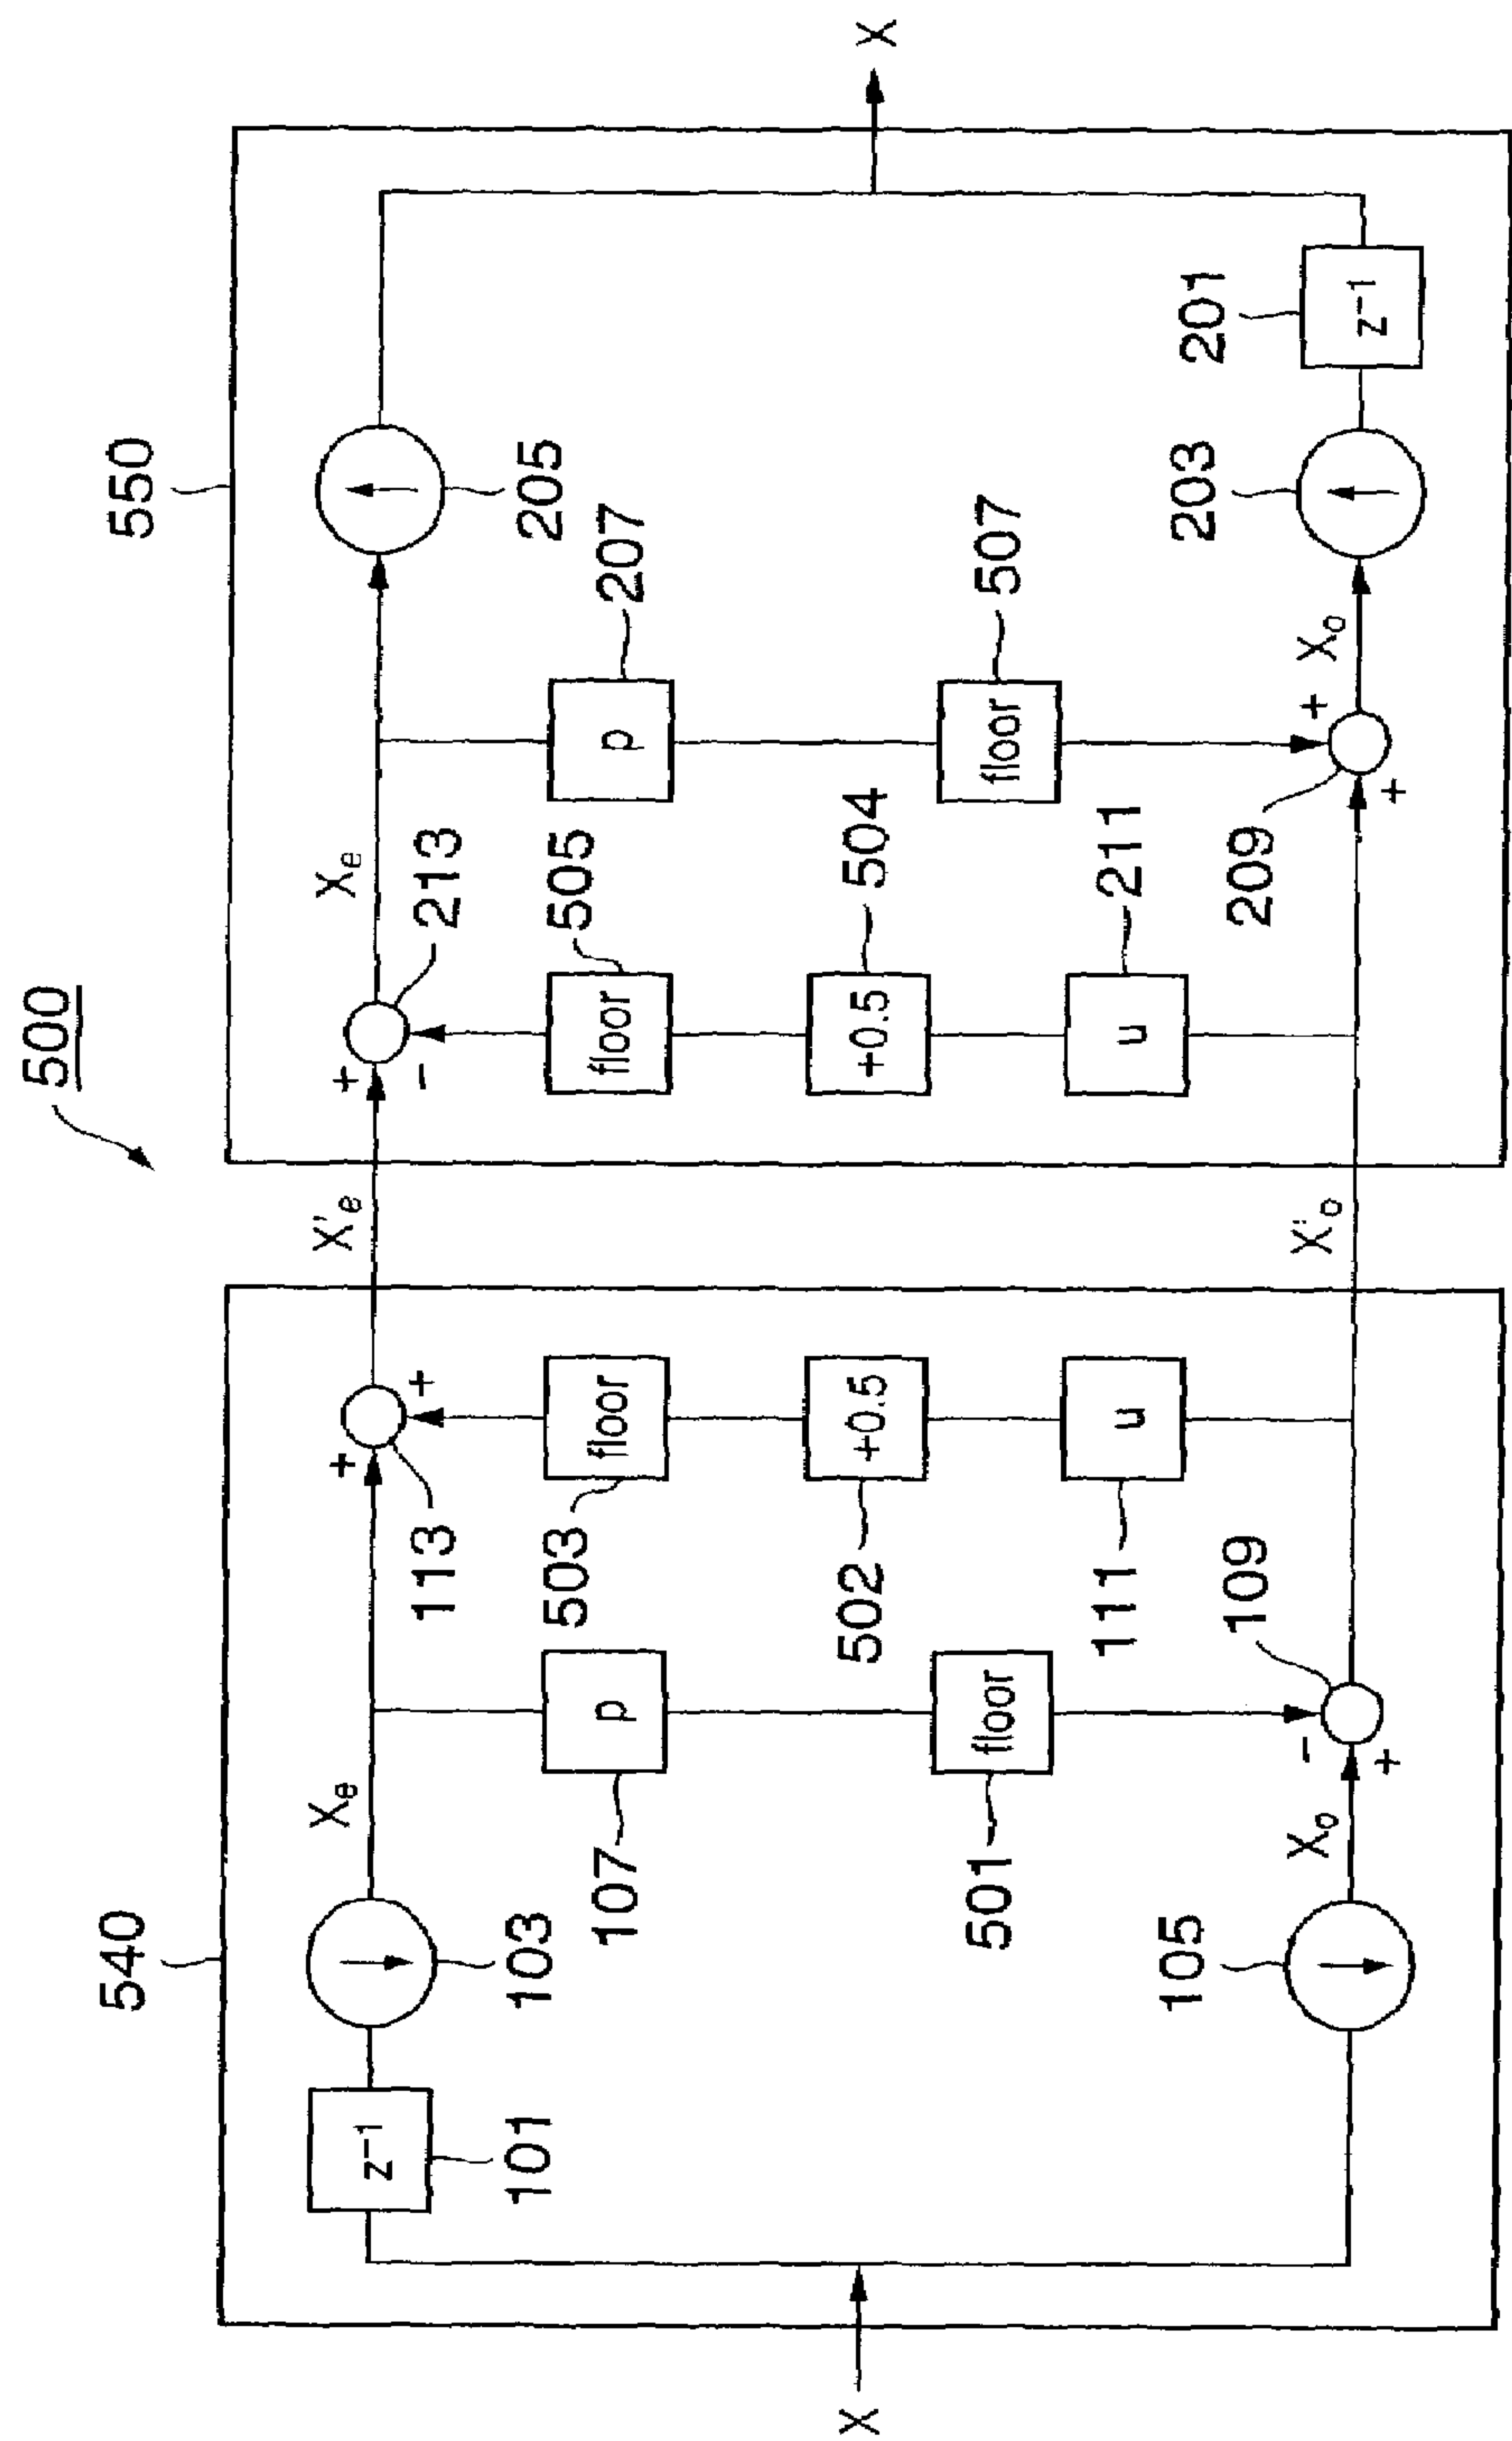 500
540
X
z⁻¹
101
103
Xe
p
107
floor
501
105
Xo
-
+
109
+
+
113
floor
503
+0.5
502
u
111
X'e
X'o
550
+
-
213
Xe
floor
505
+0.5
504
u
211
p
207
floor
507
+
+
209
Xo
205
203
z⁻¹
201
X